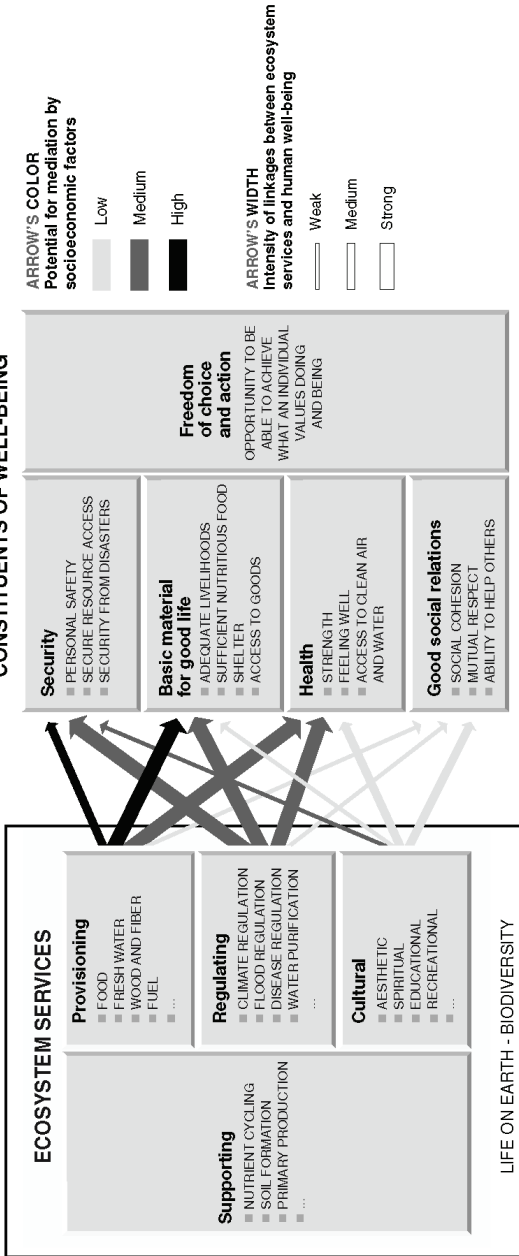 ECOSYSTEM SERVICES
Supporting
NUTRIENT CYCLING
SOIL FORMATION
PRIMARY PRODUCTION
...
Provisioning
FOOD
FRESH WATER
WOOD AND FIBER
FUEL
...
Regulating
CLIMATE REGULATION
FLOOD REGULATION
DISEASE REGULATION
WATER PURIFICATION
...
Cultural
AESTHETIC
SPIRITUAL
EDUCATIONAL
RECREATIONAL
...
LIFE ON EARTH - BIODIVERSITY
CONSTITUENTS OF WELL-BEING
Security
PERSONAL SAFETY
SECURE RESOURCE ACCESS
SECURITY FROM DISASTERS
Basic material
for good life
ADEQUATE LIVELIHOODS
SUFFICIENT NUTRITIOUS FOOD
SHELTER
ACCESS TO GOODS
Health
STRENGTH
FEELING WELL
ACCESS TO CLEAN AIR
AND WATER
Good social relations
SOCIAL COHESION
MUTUAL RESPECT
ABILITY TO HELP OTHERS
Freedom
of choice
and action
OPPORTUNITY TO BE
ABLE TO ACHIEVE
WHAT AN INDIVIDUAL
VALUES DOING
AND BEING
ARROW'S COLOR
Potential for mediation by
socioeconomic factors
Low
Medium
High
ARROW'S WIDTH
Intensity of linkages between ecosystem
services and human well-being
Weak
Medium
Strong